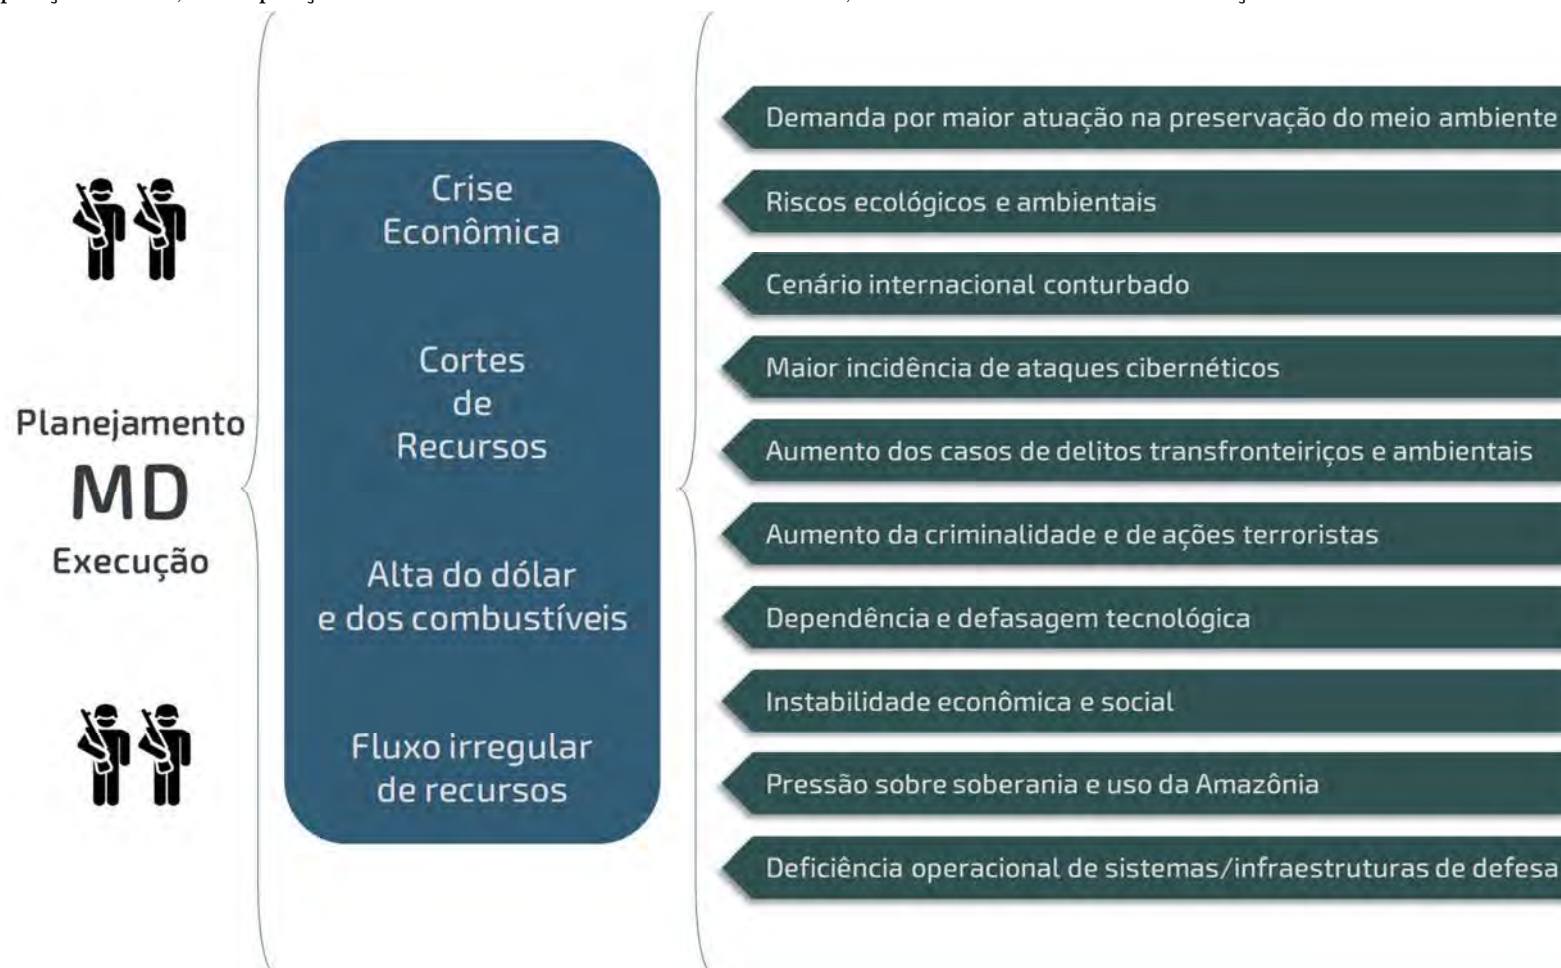 Planejamento
MD
Execução
Crise
Econômica
Cortes
de
Recursos
Alta do dólar
e dos combustíveis
Fluxo irregular
de recursos
Demanda por maior atuação na preservação do meio ambiente
Riscos ecológicos e ambientais
Cenário internacional conturbado
Maior incidência de ataques cibernéticos
Aumento dos casos de delitos transfronteiriços e ambientais
Aumento da criminalidade e de ações terroristas
Dependência e defasagem tecnológica
Instabilidade econômica e social
Pressão sobre soberania e uso da Amazônia
Deficiência operacional de sistemas/infraestruturas de defesa